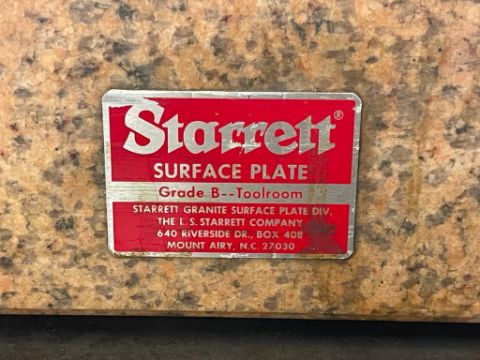 Starrett®
SURFACE PLATE
Grade B--Toolroom
STARRETT GRANITE SURFACE PLATE DIV.
THE L. S. STARRETT COMPANY
640 RIVERSIDE DR., BOX 408
MOUNT AIRY, N.C. 27030